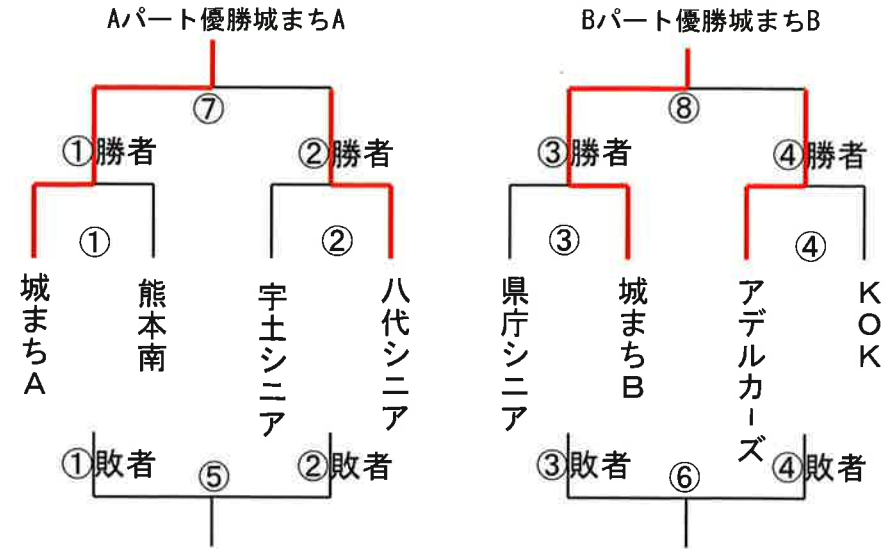 Aパート優勝城まちA
Bパート優勝城まちB
⑦
⑧
①勝者
②勝者
③勝者
④勝者
①
②
③
④
城まちA
熊本南
宇土シニア
八代シニア
県庁シニア
城まちB
アデルカーズ
KOK
①敗者
⑤
②敗者
③敗者
⑥
④敗者